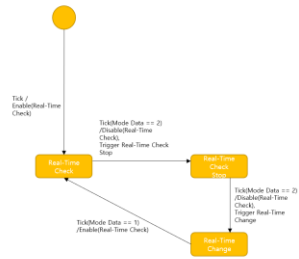 Tick /
Enable(Real-Time
Check)
Tick(Mode Data == 2)
/Disable(Real-Time
Check),
Trigger Real-Time Check
Stop
Real-Time
Check
Real-Time
Check
Stop
Tick(Mode Data == 2)
/Disable(Real-Time
Check),
Trigger Real-Time
Change
Tick(Mode Data == 1)
/Enable(Real-Time Check)
Real-Time
Change